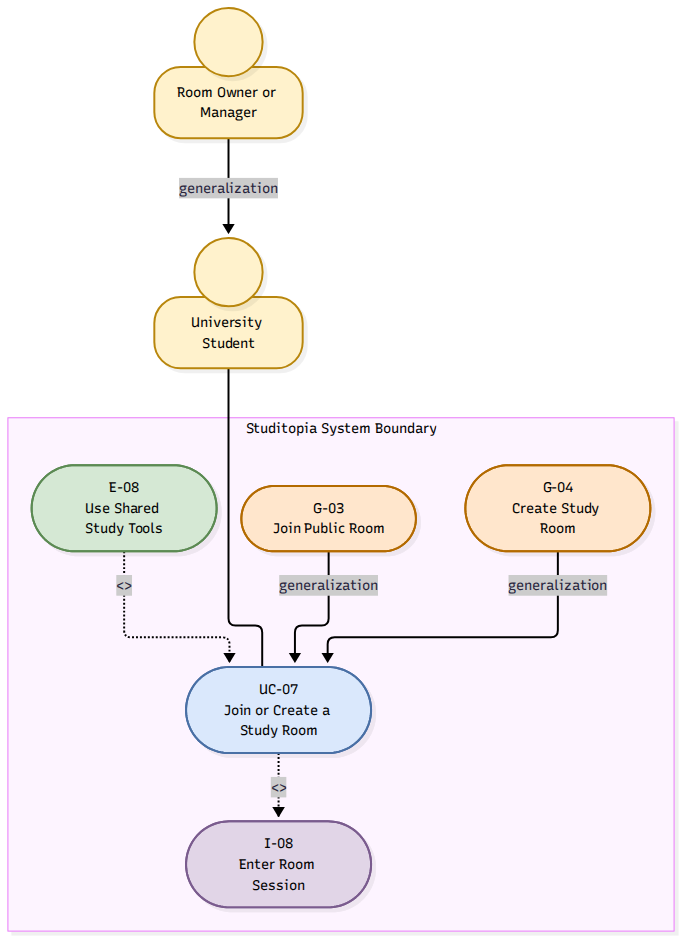 Room Owner or
Manager
generalization
University
Student
Studitopia System Boundary
E-08
Use Shared
Study Tools
G-03
Join Public Room
G-04
Create Study
Room
<>
generalization
generalization
UC-07
Join or Create a
Study Room
<>
I-08
Enter Room
Session